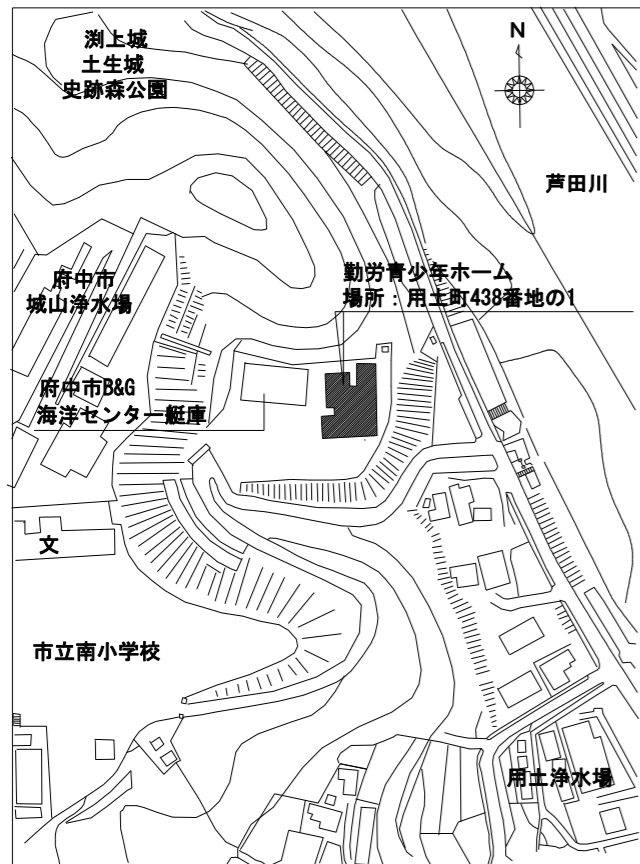 渕上城
土生城
史跡森公園
N
芦田川
府中市
城山浄水場
勤労青少年ホーム
場所：用土町438番地の1
府中市B&G
海洋センター艇庫
文
市立南小学校
用土浄水場